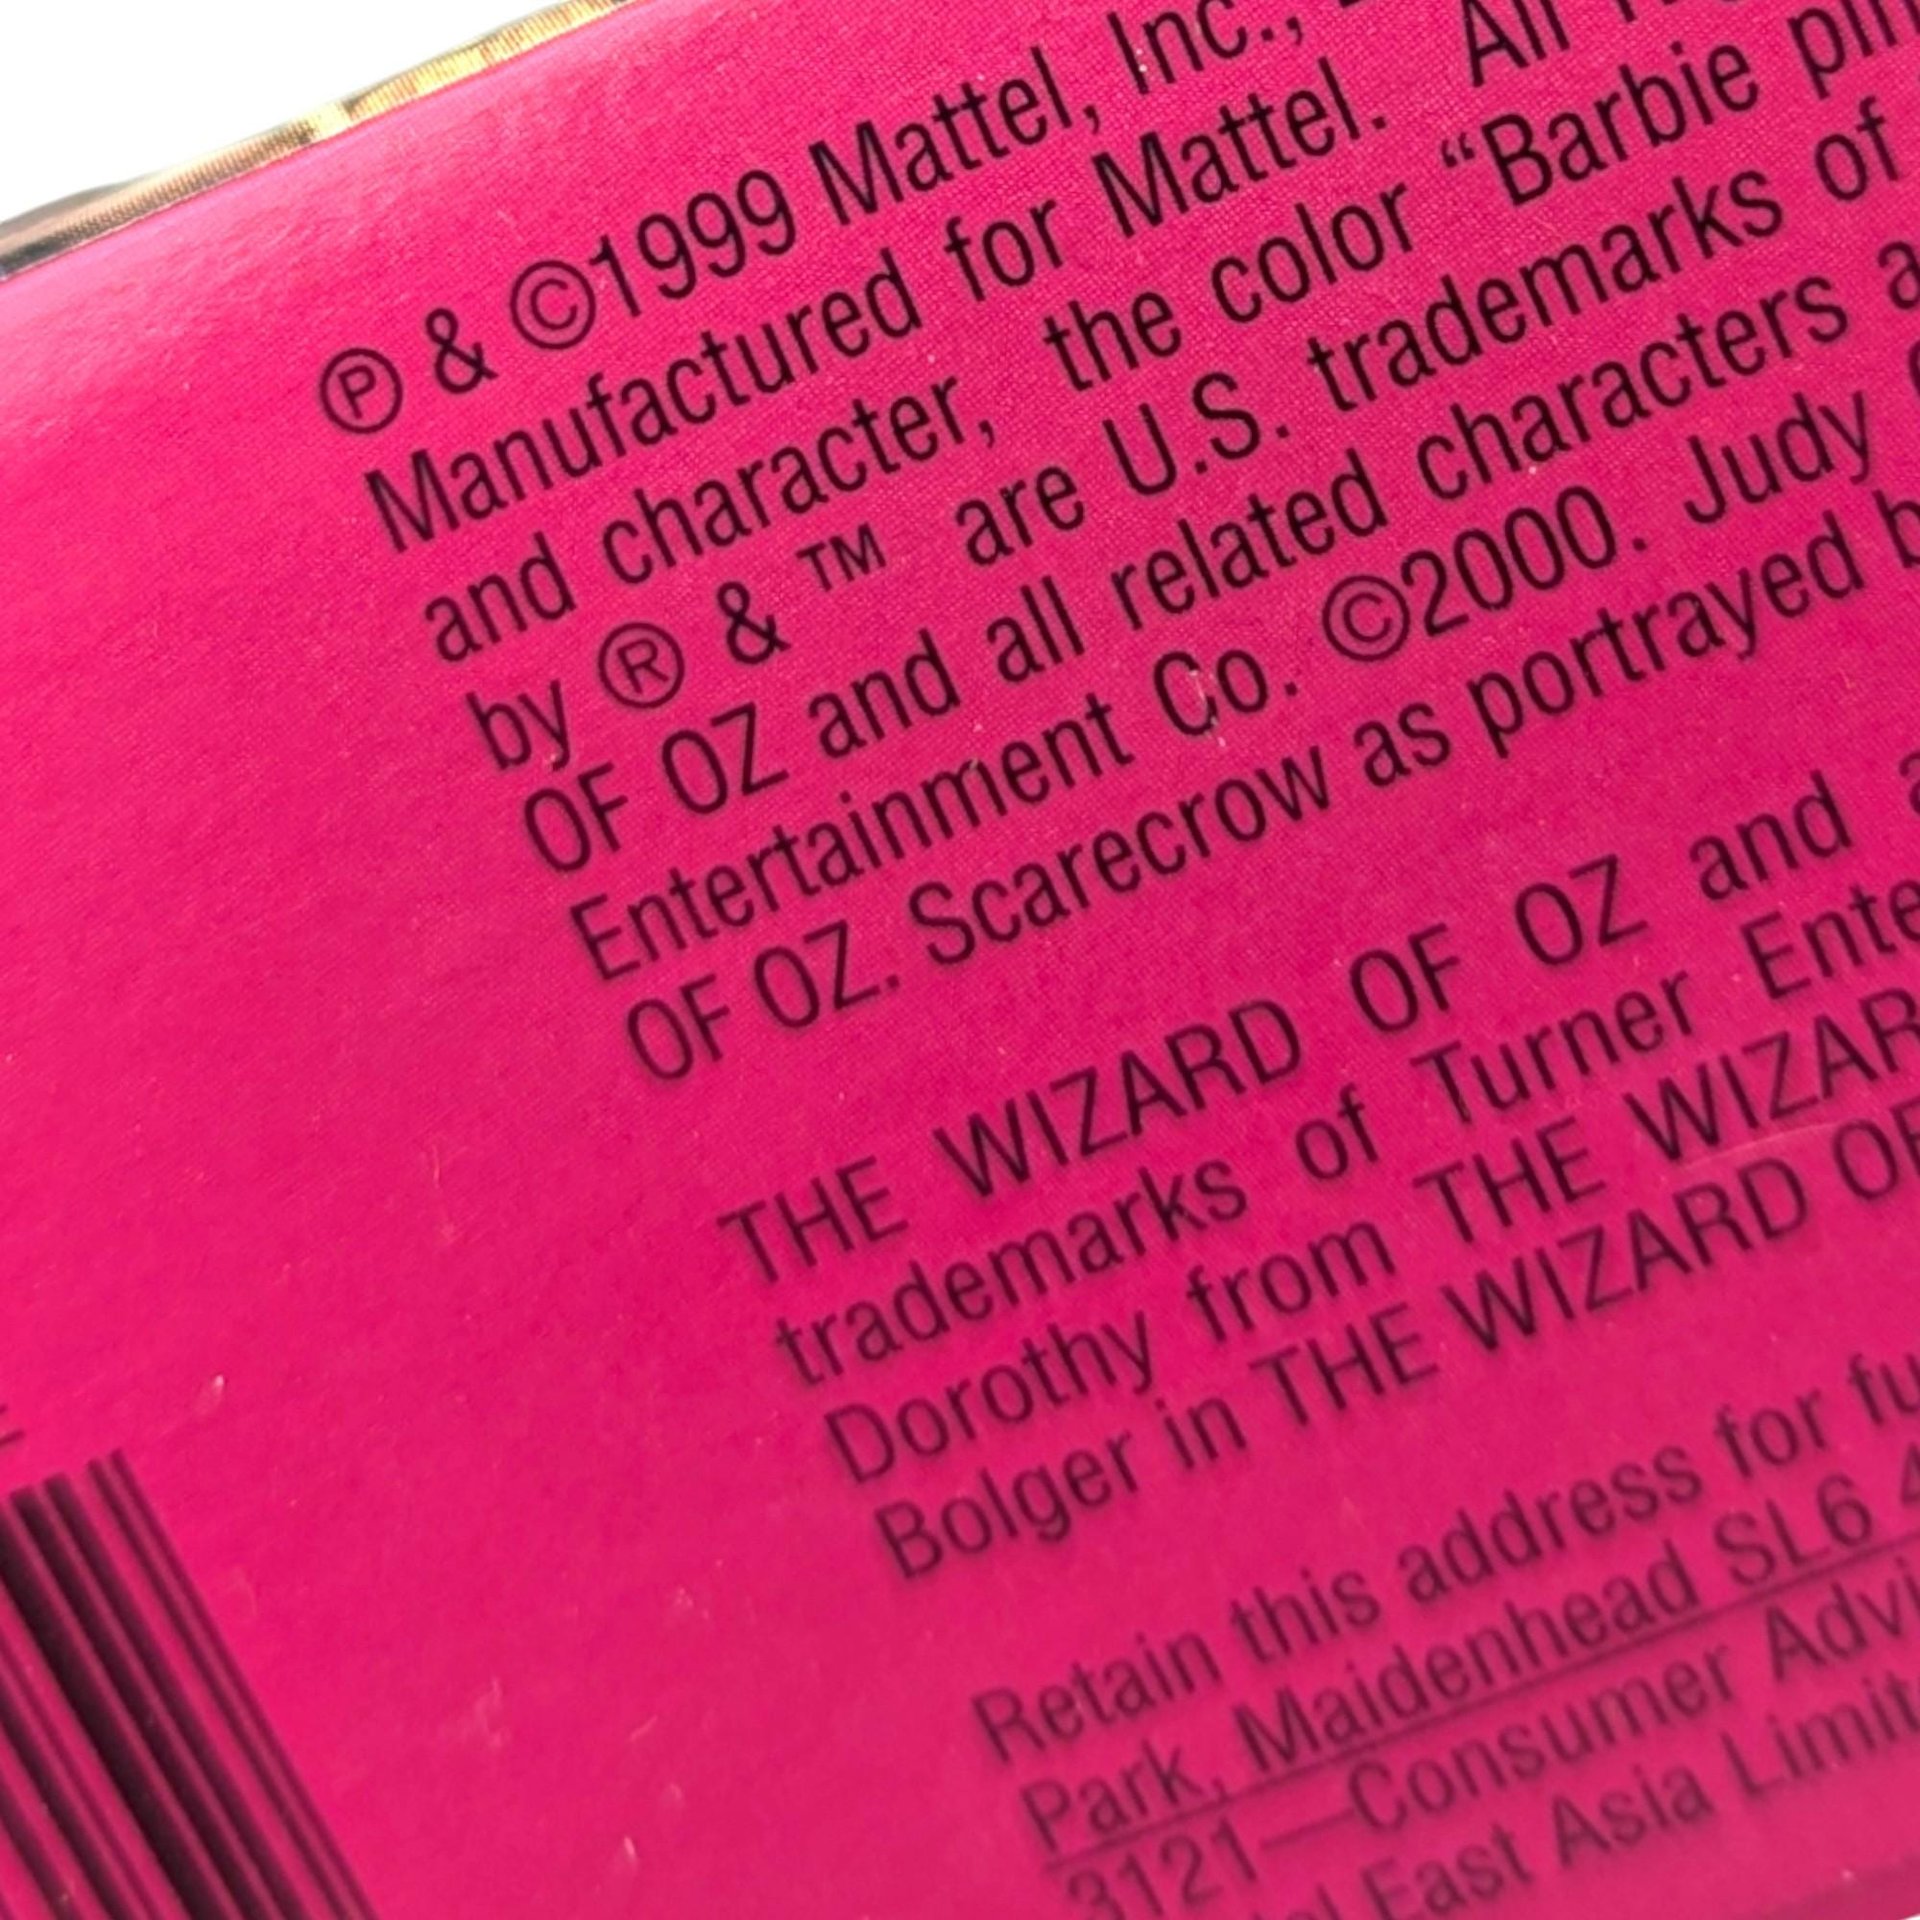 ℗ & ©1999 Mattel, Inc.,
Manufactured for Mattel. All
and character, the color “Barbie
by ® & ™ are U.S. trademarks of
OF OZ and all related characters
Entertainment Co. ©2000. Judy
OF OZ. Scarecrow as portrayed
THE WIZARD OF OZ and
trademarks of Turner
Dorothy from THE
Bolger in THE WIZARD
Retain this address for
Park, Maidenhead SL6
3121—Consumer
East Asia